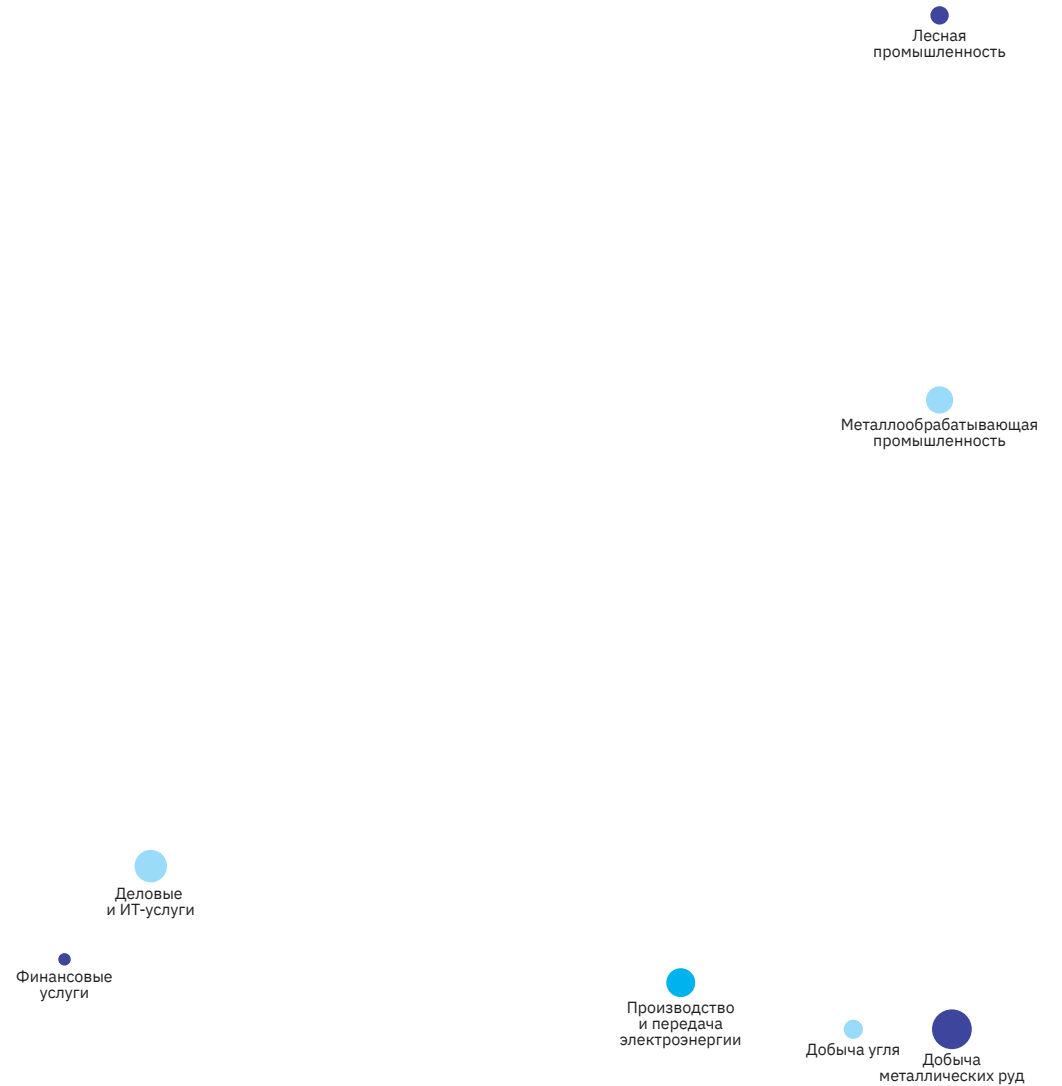 Лесная
промышленность
Металлообрабатывающая
промышленность
Деловые
и ИТ-услуги
Финансовые
услуги
Производство
и передача
электроэнергии
Добыча угля
Добыча
металлических руд